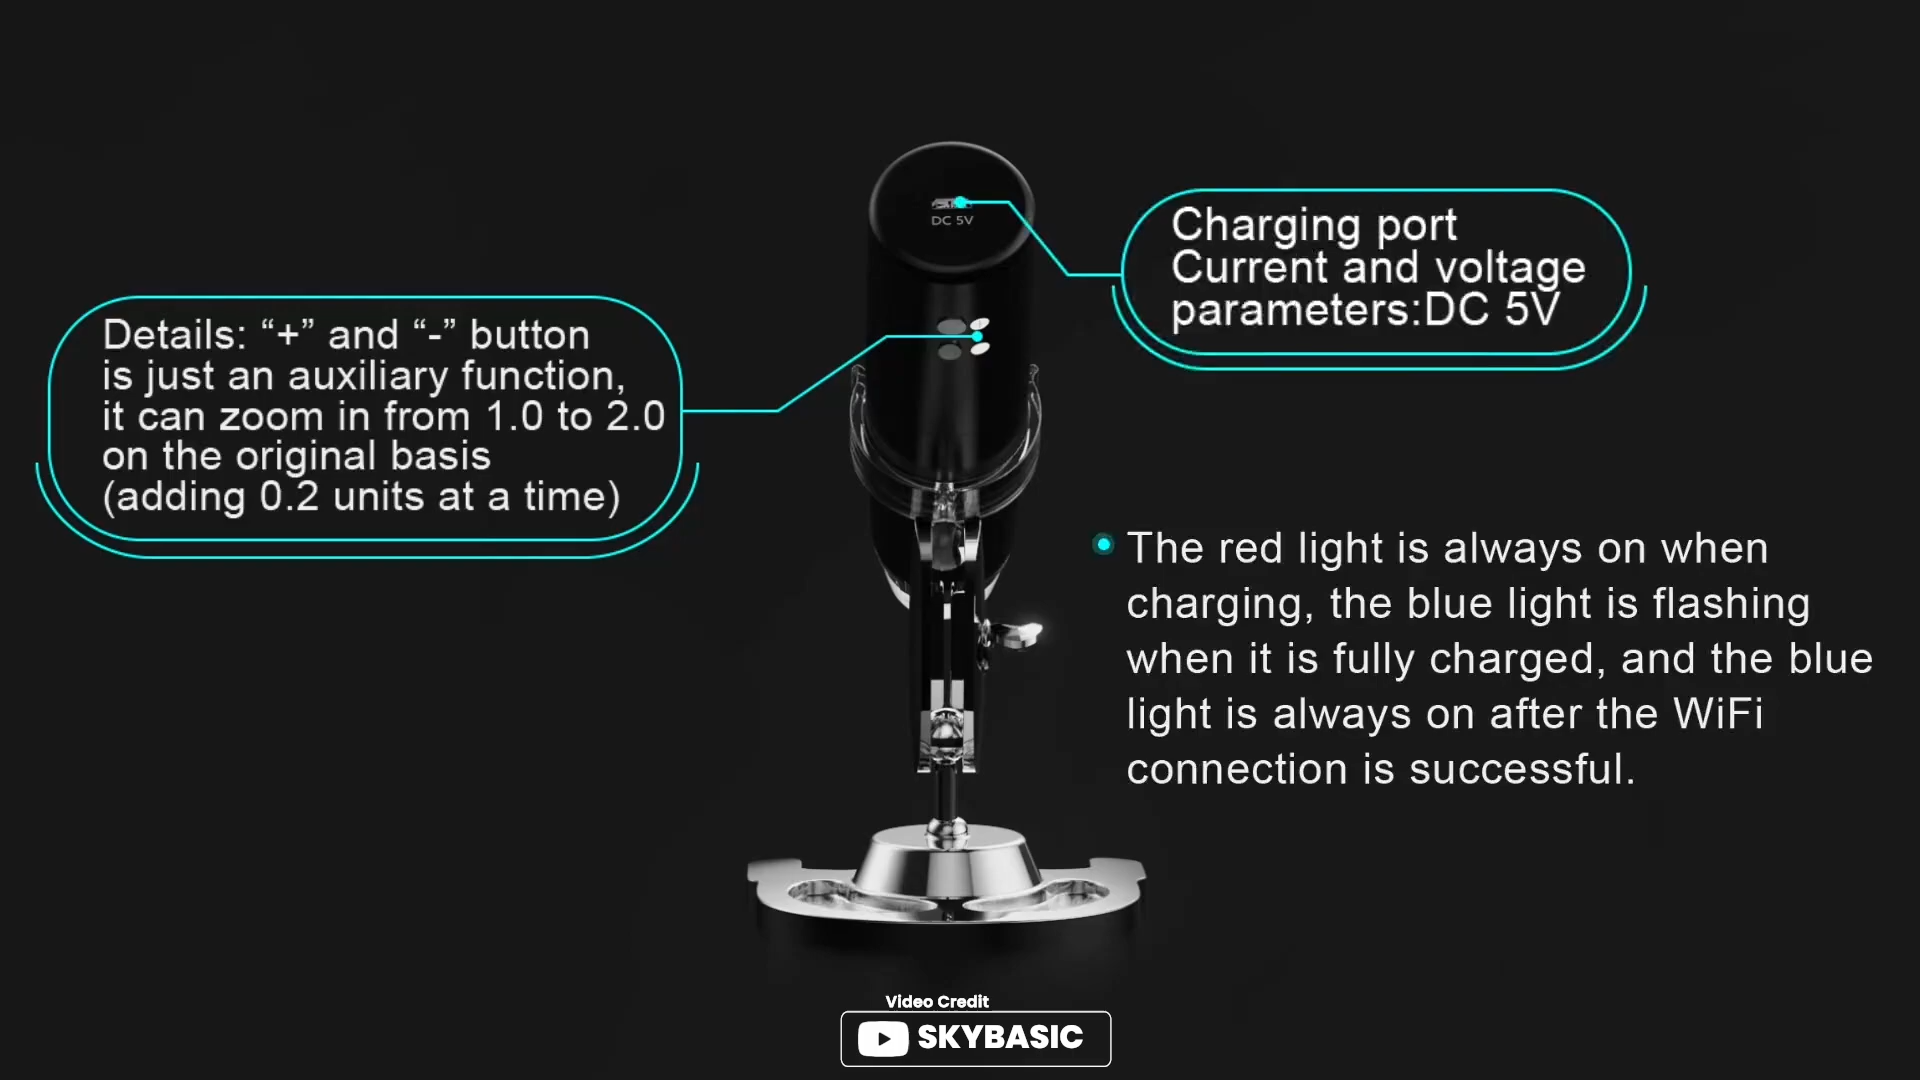 DC 5V
Charging port
Current and voltage
parameters:DC 5V
Details: “+” and “-” button
is just an auxiliary function,
it can zoom in from 1.0 to 2.0
on the original basis
(adding 0.2 units at a time)
The red light is always on when
charging, the blue light is flashing
when it is fully charged, and the blue
light is always on after the WiFi
connection is successful.
Video Credit
SKYBASIC